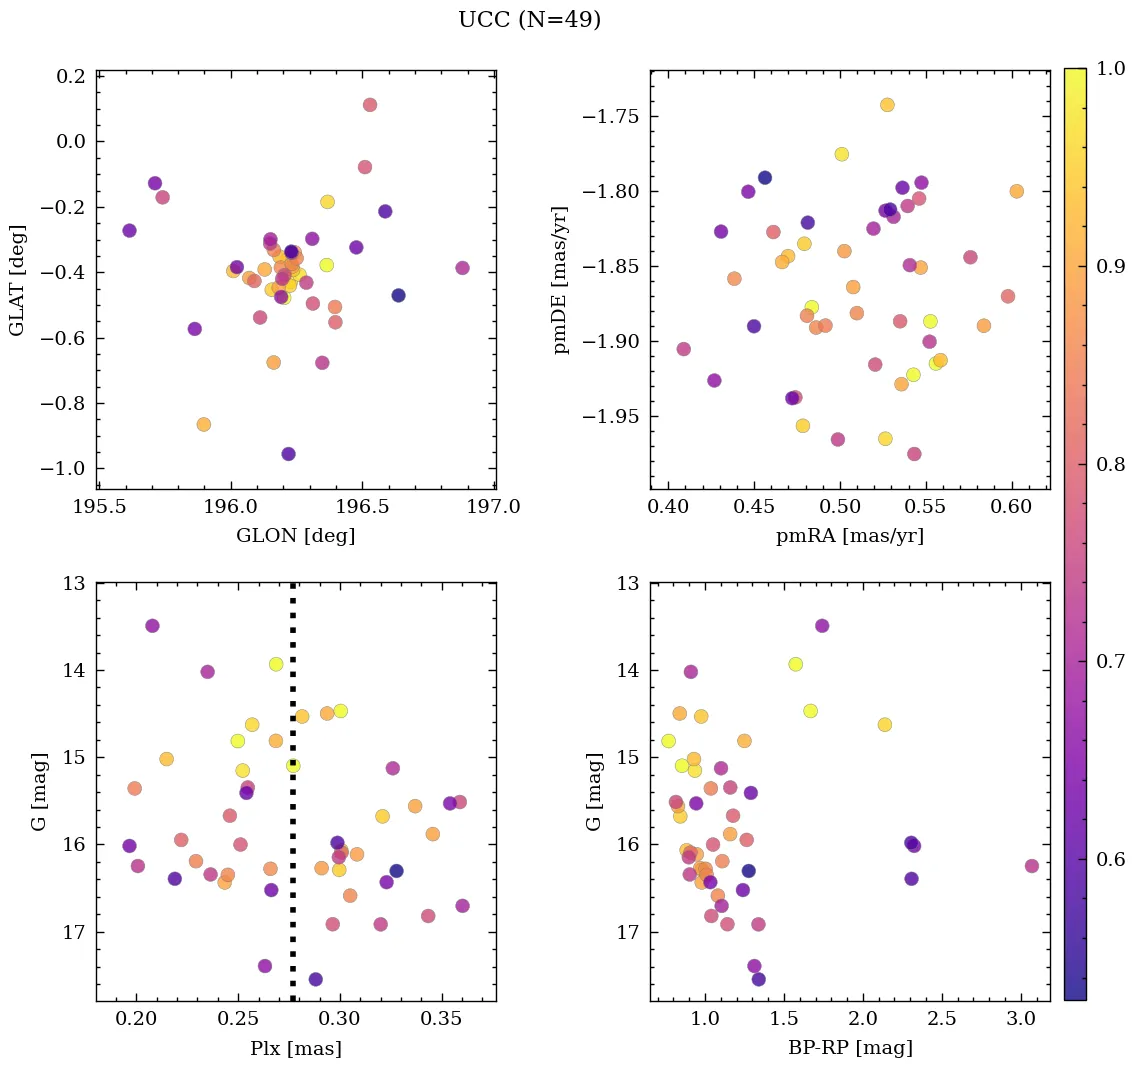 UCC (N=49)
0.2
0.0
−0.2
−0.4
−0.6
−0.8
−1.0
GLAT [deg]
195.5 196.0 196.5 197.0
GLON [deg]
−1.75
−1.80
−1.85
−1.90
−1.95
pmDE [mas/yr]
0.40 0.45 0.50 0.55 0.60
pmRA [mas/yr]
1.0
0.9
0.8
0.7
0.6
13
14
15
16
17
G [mag]
0.20 0.25 0.30 0.35
Plx [mas]
13
14
15
16
17
G [mag]
1.0 1.5 2.0 2.5 3.0
BP-RP [mag]